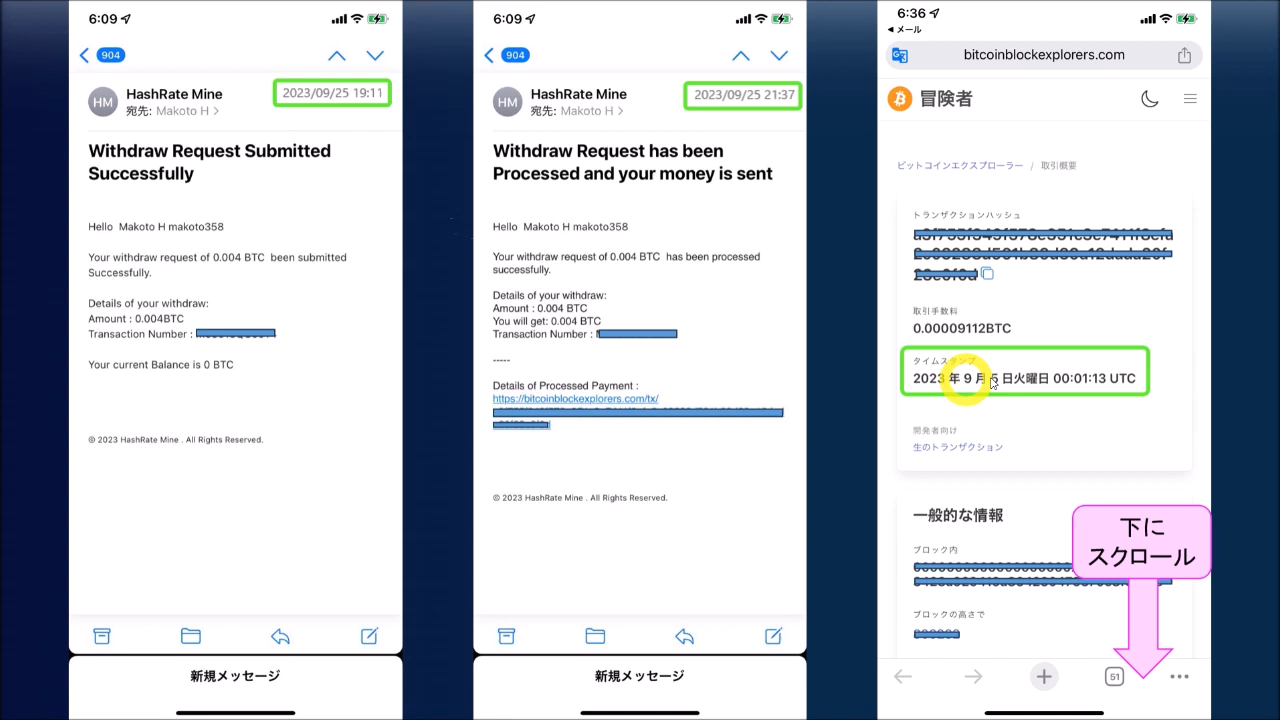 6:09
904
HashRate Mine
2023/09/25 19:11
HM
宛先: Makoto H
Withdraw Request Submitted
Successfully
Hello Makoto H makoto358
Your withdraw request of 0.004 BTC been submitted
Successfully.
Details of your withdraw:
Amount : 0.004BTC
Transaction Number :
Your current Balance is 0 BTC
© 2023 HashRate Mine . All Rights Reserved.
新規メッセージ
6:09
904
HashRate Mine
2023/09/25 21:37
HM
宛先: Makoto H
Withdraw Request has been
Processed and your money is sent
Hello Makoto H makoto358
Your withdraw request of 0.004 BTC has been processed
successfully.
Details of your withdraw:
Amount : 0.004 BTC
You will get: 0.004 BTC
Transaction Number :
-----
Details of Processed Payment :
https://bitcoinblockexplorers.com/tx/
© 2023 HashRate Mine . All Rights Reserved.
新規メッセージ
6:36
メール
bitcoinblockexplorers.com
冒険者
ビットコインエクスプローラー / 取引概要
トランザクションハッシュ
取引手数料
0.00009112BTC
タイムスタンプ
2023 年 9 月 5 日火曜日 00:01:13 UTC
開発者向け
生のトランザクション
一般的な情報
ブロック内
ブロックの高さで
下に
スクロール
51